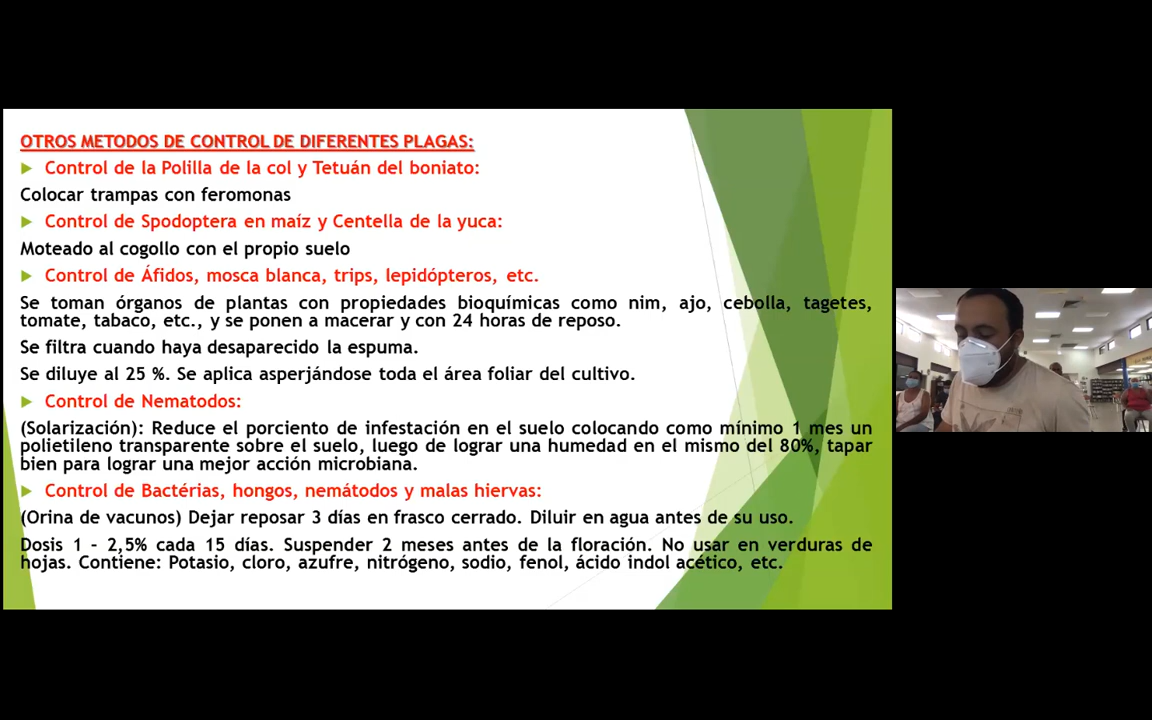 OTROS METODOS DE CONTROL DE DIFERENTES PLAGAS:
Control de la Polilla de la col y Tetuán del boniato:
Colocar trampas con feromonas
Control de Spodoptera en maíz y Centella de la yuca:
Moteado al cogollo con el propio suelo
Control de Áfidos, mosca blanca, trips, lepidópteros, etc.
Se toman órganos de plantas con propiedades bioquímicas como nim, ajo, cebolla, tagetes,
tomate, tabaco, etc., y se ponen a macerar y con 24 horas de reposo.
Se filtra cuando haya desaparecido la espuma.
Se diluye al 25 %. Se aplica asperjándose toda el área foliar del cultivo.
Control de Nematodos:
(Solarización): Reduce el porciento de infestación en el suelo colocando como mínimo 1 mes un
polietileno transparente sobre el suelo, luego de lograr una humedad en el mismo del 80%, tapar
bien para lograr una mejor acción microbiana.
Control de Bactérias, hongos, nemátodos y malas hiervas:
(Orina de vacunos) Dejar reposar 3 días en frasco cerrado. Diluir en agua antes de su uso.
Dosis 1 – 2,5% cada 15 días. Suspender 2 meses antes de la floración. No usar en verduras de
hojas. Contiene: Potasio, cloro, azufre, nitrógeno, sodio, fenol, ácido indol acético, etc.